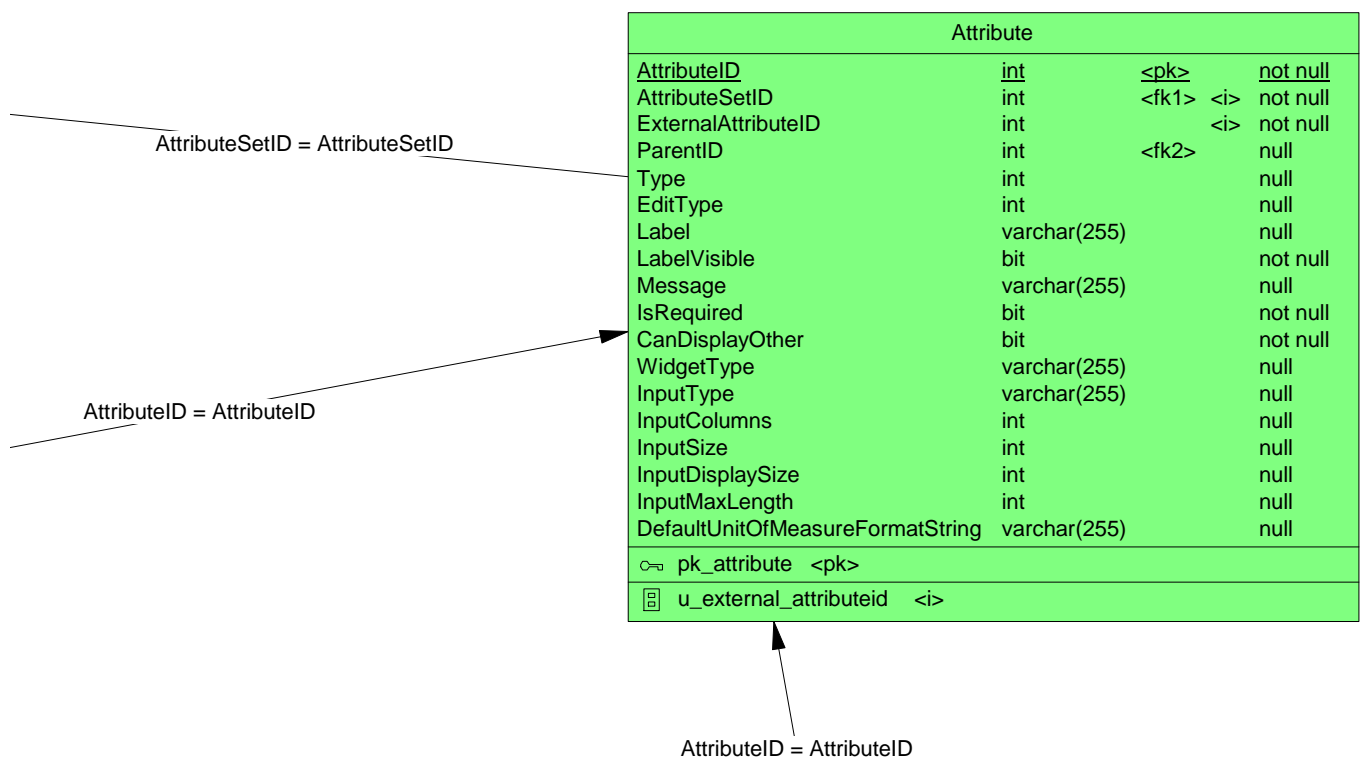 Attribute
AttributeID int <pk> not null
AttributeSetID int <fk1> <i> not null
ExternalAttributeID int <i> not null
ParentID int <fk2> null
Type int null
EditType int null
Label varchar(255) null
LabelVisible bit not null
Message varchar(255) null
IsRequired bit not null
CanDisplayOther bit not null
WidgetType varchar(255) null
InputType varchar(255) null
InputColumns int null
InputSize int null
InputDisplaySize int null
InputMaxLength int null
DefaultUnitOfMeasureFormatString varchar(255) null
pk_attribute <pk>
u_external_attributeid <i>
AttributeSetID = AttributeSetID
AttributeID = AttributeID
AttributeID = AttributeID